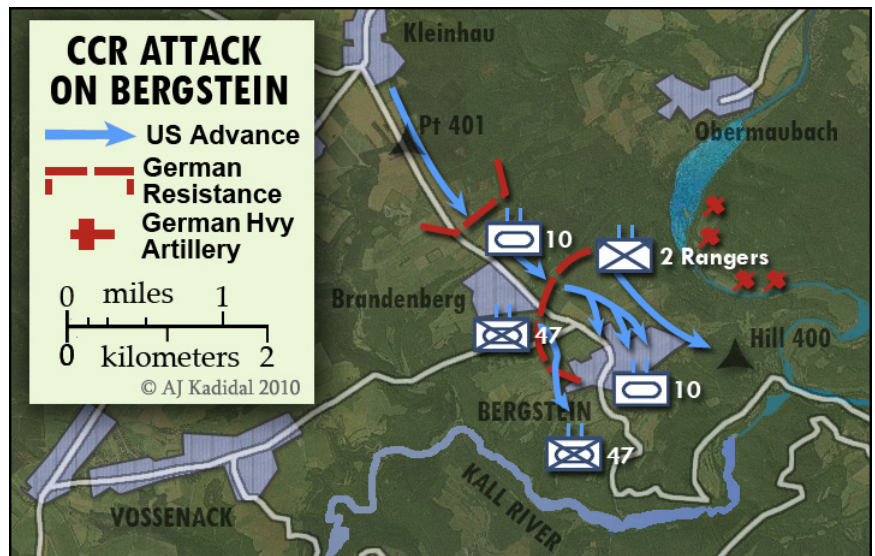 CCR ATTACK
ON BERGSTEIN
US Advance
German
Resistance
German Hvy
Artillery
0 miles 1
0 kilometers 2
© AJ Kadidal 2010
Kleinhau
Pt 401
Obermaubach
10
2 Rangers
Brandenberg
47
Hill 400
10
BERGSTEIN
47
VOSSENACK
KALL RIVER